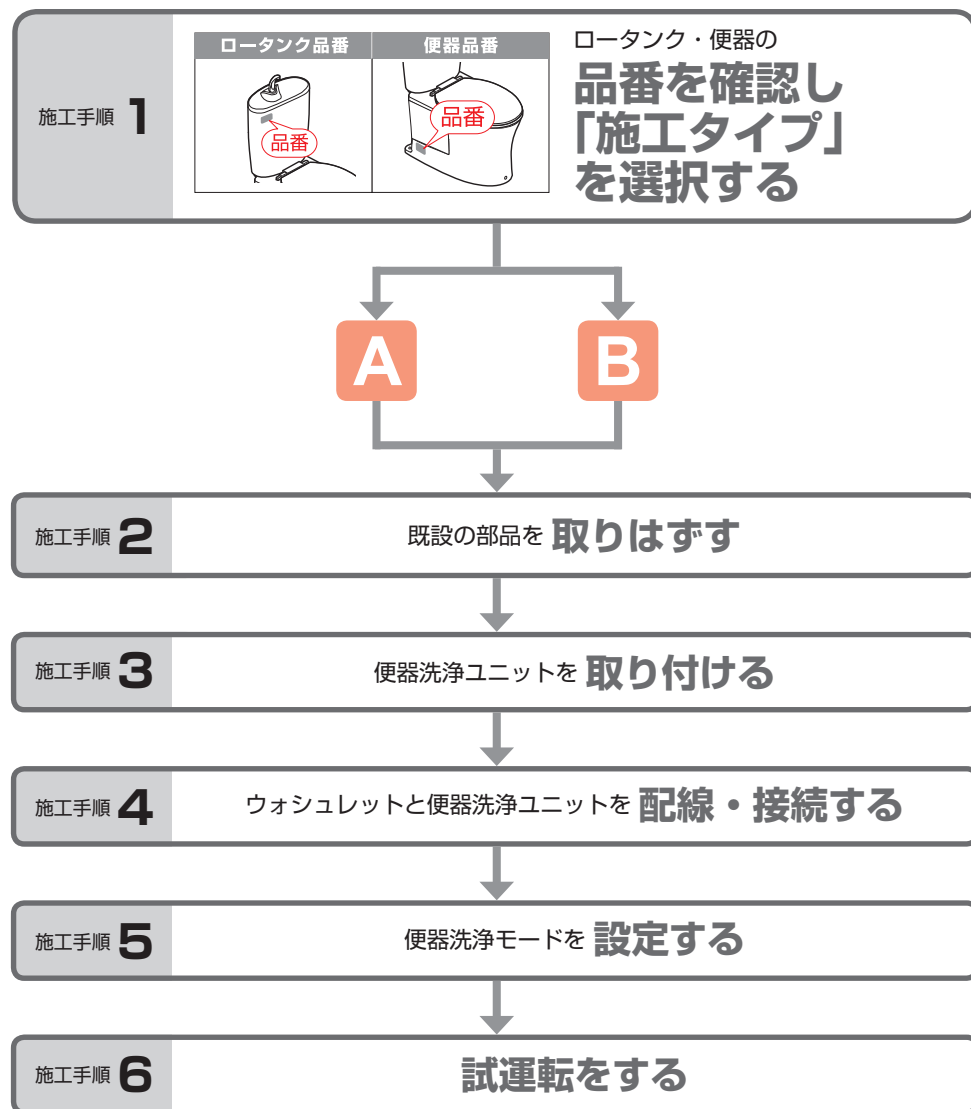 施工手順 1
ロータンク品番
便器品番
品番
品番
ロータンク・便器の
品番を確認し
「施工タイプ」
を選択する
A
B
施工手順 2
既設の部品を 取りはずす
施工手順 3
便器洗浄ユニットを 取り付ける
施工手順 4
ウォシュレットと便器洗浄ユニットを 配線・接続する
施工手順 5
便器洗浄モードを 設定する
施工手順 6
試運転をする